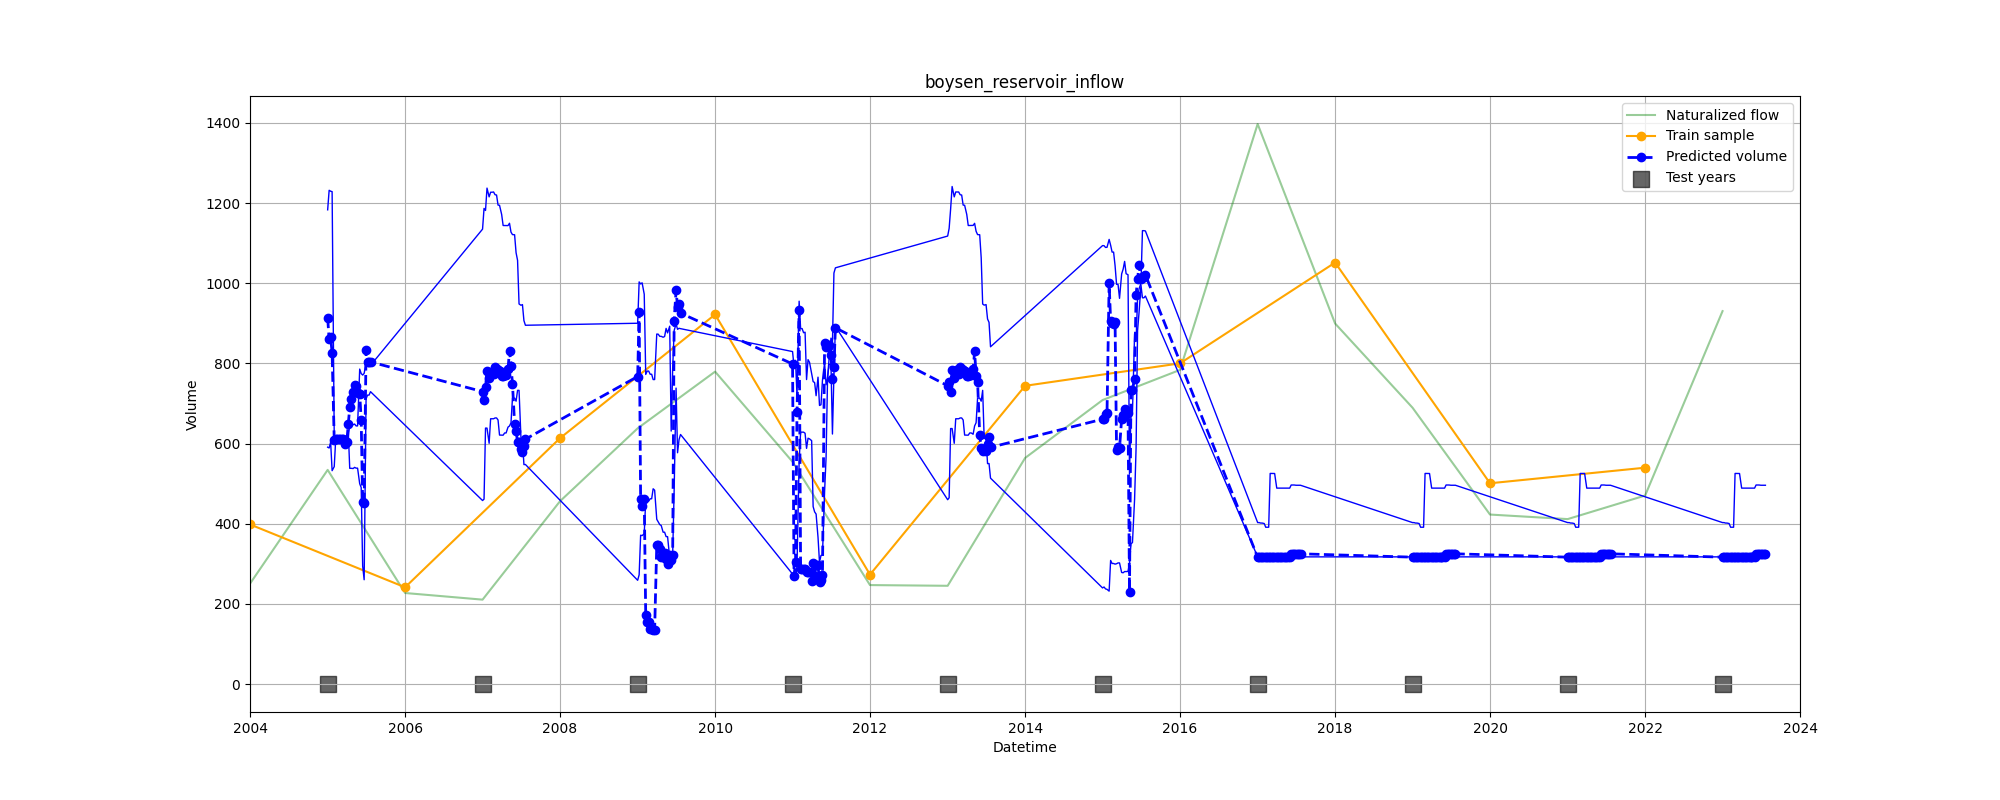 boysen_reservoir_inflow
Naturalized flow
Train sample
Predicted volume
Test years
Volume
1400
1200
1000
800
600
400
200
0
2004 2006 2008 2010 2012 2014 2016 2018 2020 2022 2024
Datetime